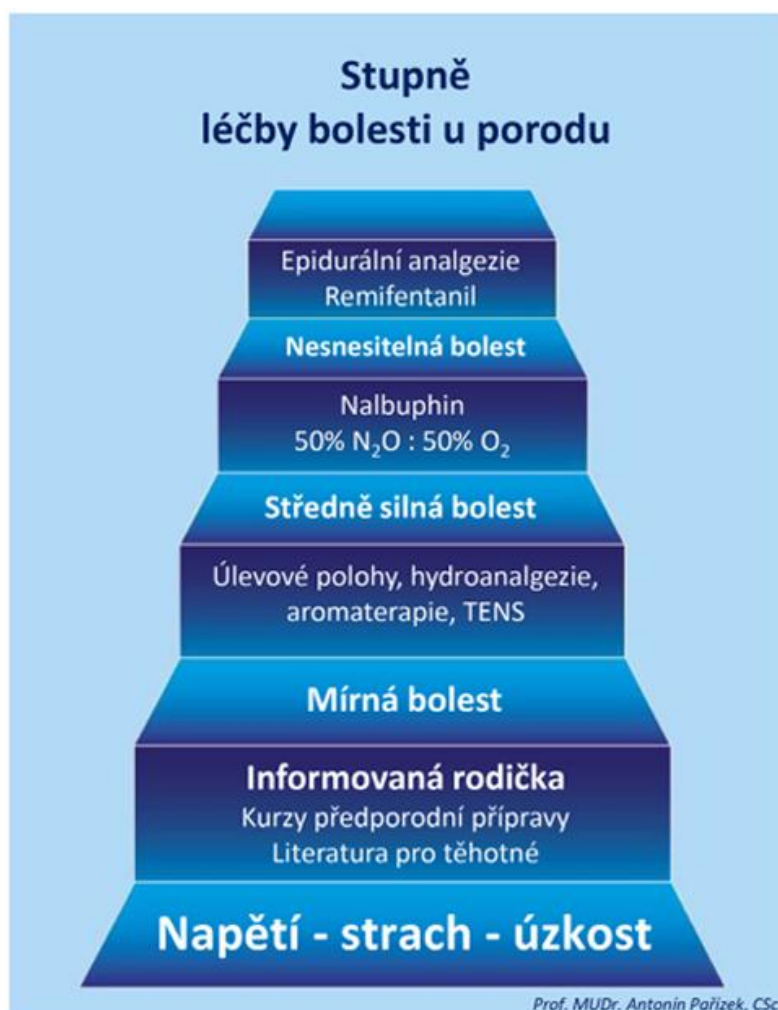 Stupně
léčby bolesti u porodu
Epidurální analgezie
Remifentanil
Nesnesitelná bolest
Nalbuphin
50% N₂O : 50% O₂
Středně silná bolest
Úlevové polohy, hydroanalgezie,
aromaterapie, TENS
Mírná bolest
Informovaná rodička
Kurzy předporodní přípravy
Literatura pro těhotné
Napětí - strach - úzkost
Prof. MUDr. Antonín Pařízek, CSc